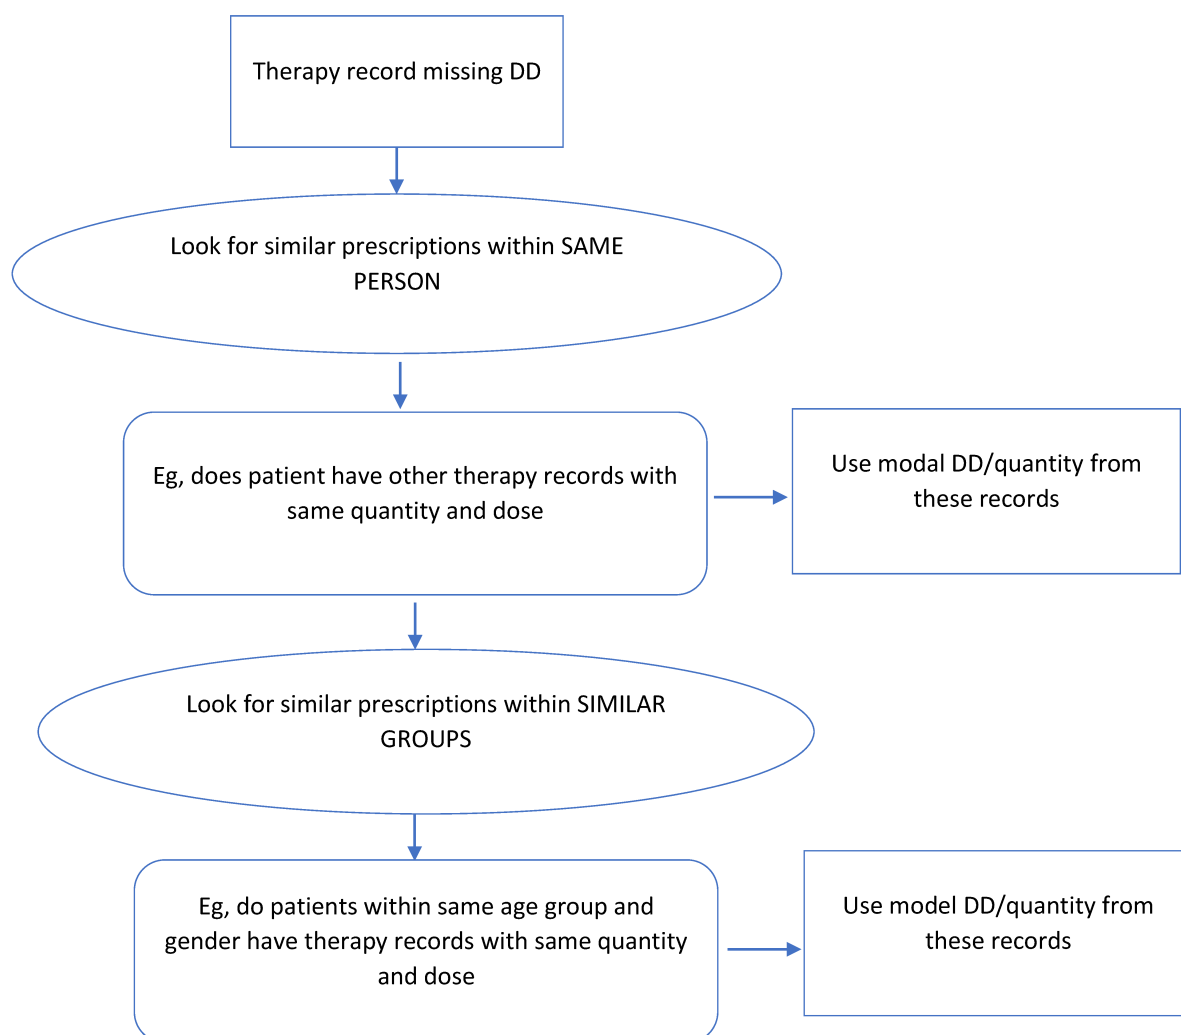 Therapy record missing DD
Look for similar prescriptions within SAME
PERSON
Eg, does patient have other therapy records with
same quantity and dose
Use modal DD/quantity from
these records
Look for similar prescriptions within SIMILAR
GROUPS
Eg, do patients within same age group and
gender have therapy records with same quantity
and dose
Use model DD/quantity from
these records